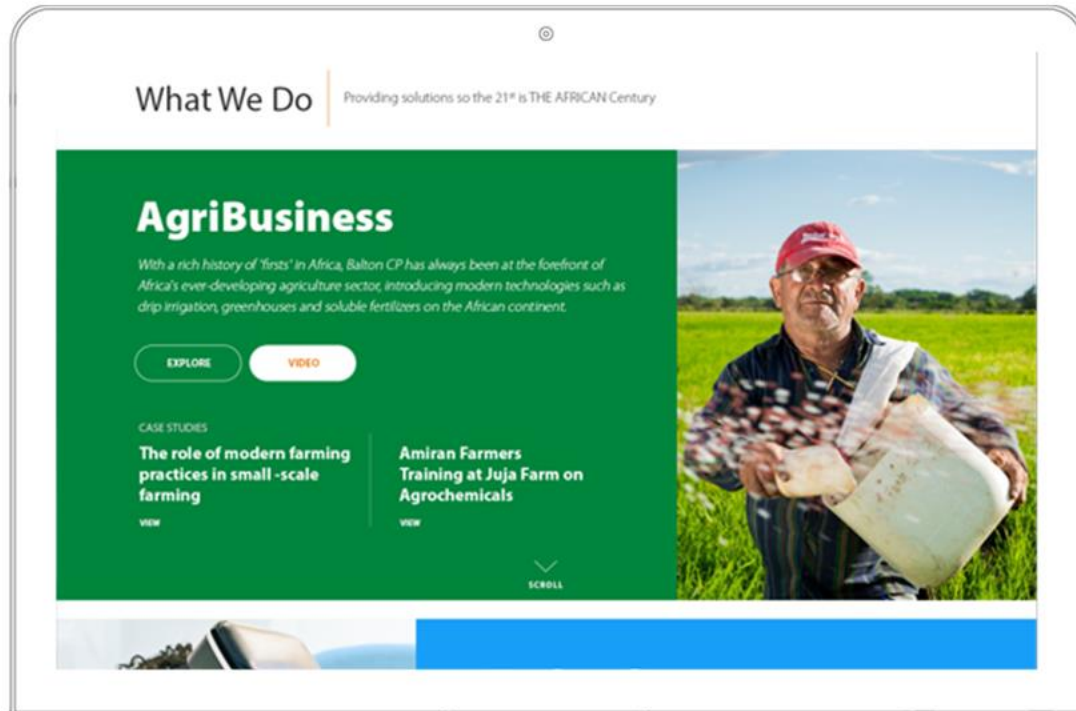 What We Do
Providing solutions so the 21st is THE AFRICAN Century
AgriBusiness
With a rich history of 'firsts' in Africa, Balton CP has always been at the forefront of
Africa's ever-developing agriculture sector, introducing modern technologies such as
drip irrigation, greenhouses and soluble fertilizers on the African continent.
EXPLORE
VIDEO
CASE STUDIES
The role of modern farming
practices in small -scale
farming
VIEW
Amiran Farmers
Training at Juja Farm on
Agrochemicals
VIEW
SCROLL